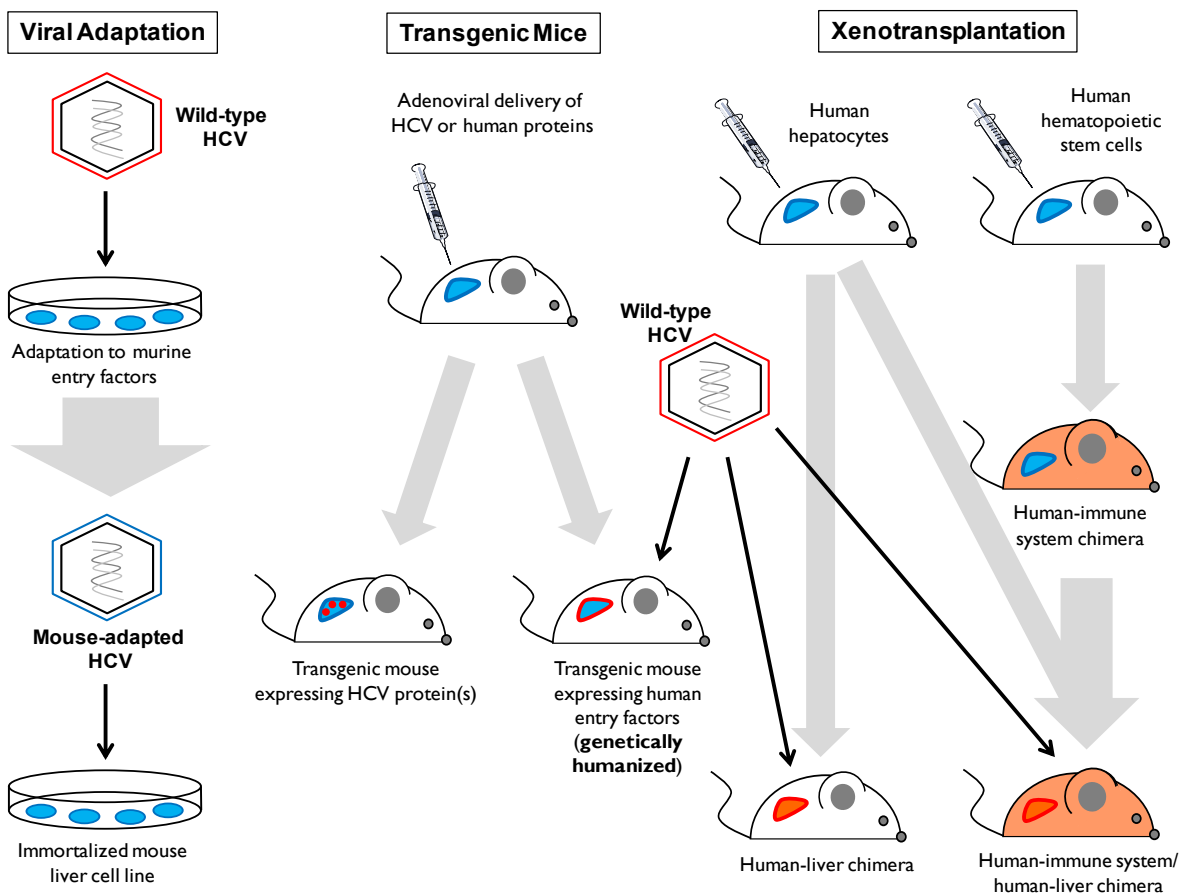 Viral Adaptation
Wild-type
HCV
Adaptation to murine
entry factors
Mouse-adapted
HCV
Immortalized mouse
liver cell line
Transgenic Mice
Adenoviral delivery of
HCV or human proteins
Transgenic mouse
expressing HCV protein(s)
Transgenic mouse
expressing human
entry factors
(genetically
humanized)
Xenotransplantation
Human
hepatocytes
Human
hematopoietic
stem cells
Wild-type
HCV
Human-immune
system chimera
Human-liver chimera
Human-immune system/
human-liver chimera